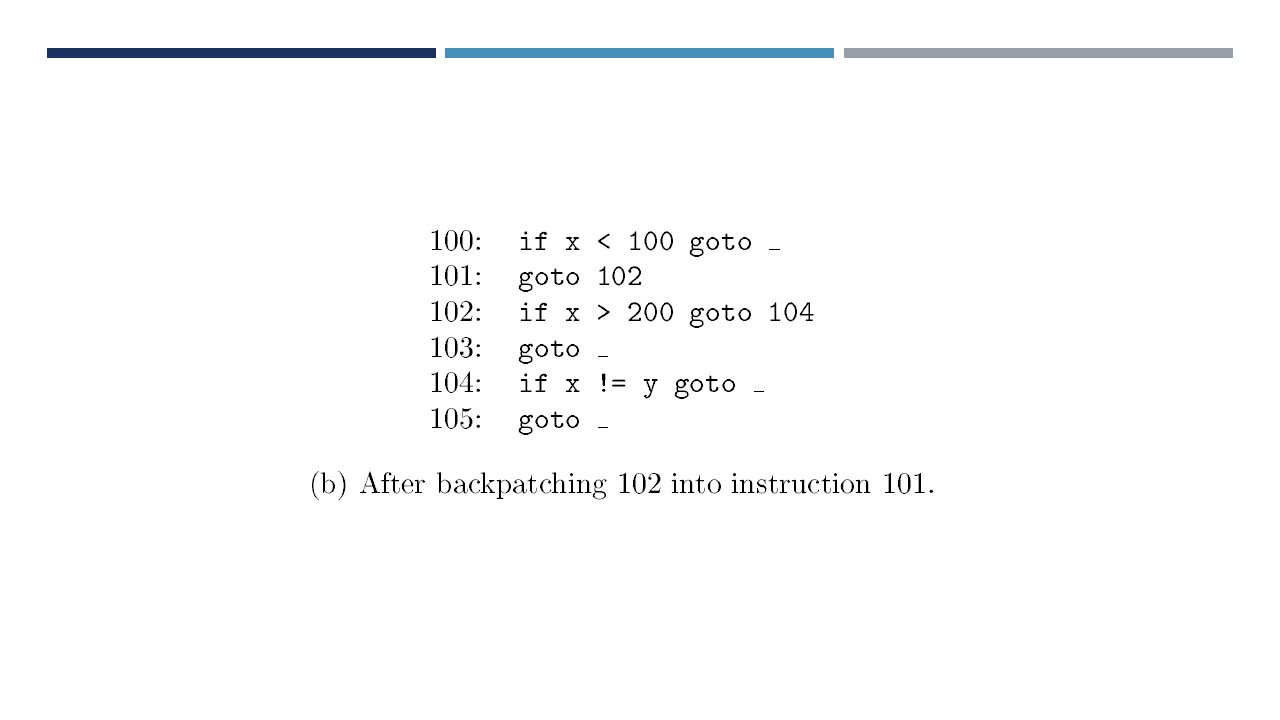 100: if x < 100 goto _
101: goto 102
102: if x > 200 goto 104
103: goto _
104: if x != y goto _
105: goto _
(b) After backpatching 102 into instruction 101.